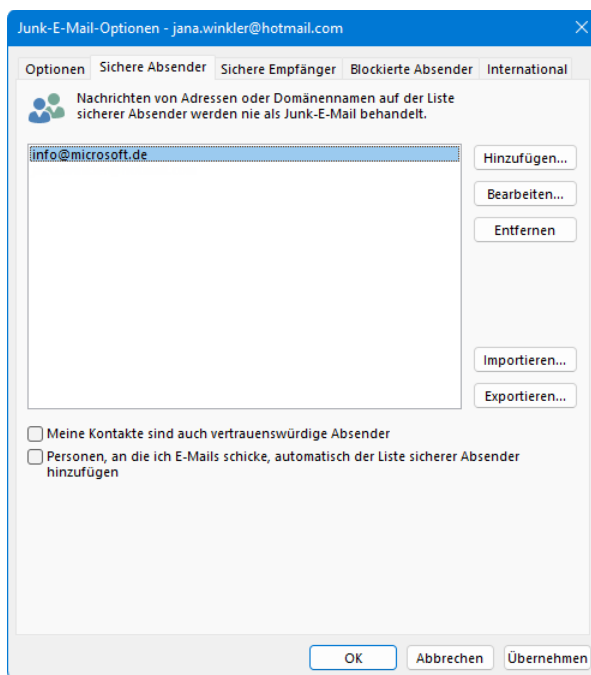 Junk-E-Mail-Optionen - jana.winkler@hotmail.com
Optionen Sichere Absender Sichere Empfänger Blockierte Absender International
Nachrichten von Adressen oder Domänennamen auf der Liste
sicherer Absender werden nie als Junk-E-Mail behandelt.
info@microsoft.de
Hinzufügen...
Bearbeiten...
Entfernen
Importieren...
Exportieren...
Meine Kontakte sind auch vertrauenswürdige Absender
Personen, an die ich E-Mails schicke, automatisch der Liste sicherer Absender
hinzufügen
OK Abbrechen Übernehmen